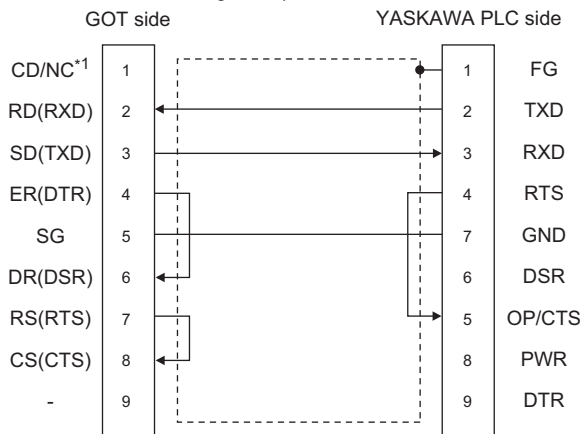 GOT side YASKAWA PLC side
CD/NC*1 1 1 FG
RD(RXD) 2 2 TXD
SD(TXD) 3 3 RXD
ER(DTR) 4 4 RTS
SG 5 7 GND
DR(DSR) 6 6 DSR
RS(RTS) 7 5 OP/CTS
CS(CTS) 8 8 PWR
- 9 9 DTR